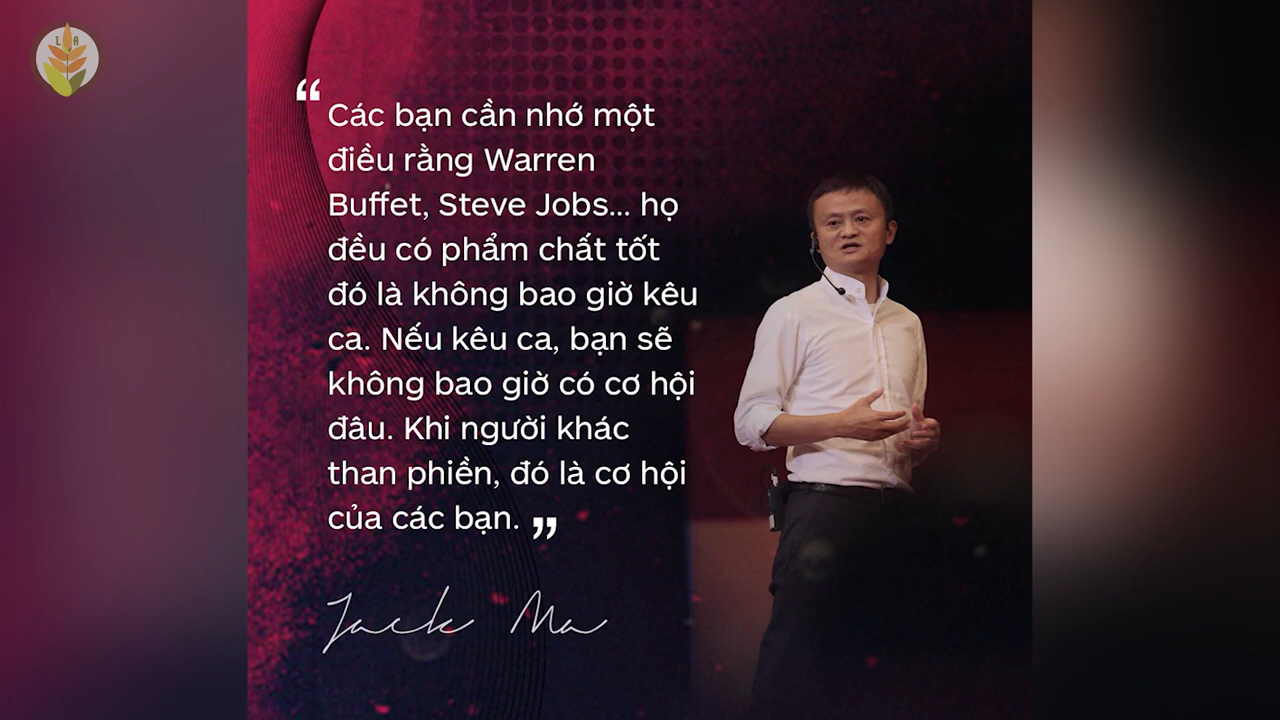 L A
“
Các bạn cần nhớ một
điều rằng Warren
Buffet, Steve Jobs... họ
đều có phẩm chất tốt
đó là không bao giờ kêu
ca. Nếu kêu ca, bạn sẽ
không bao giờ có cơ hội
đâu. Khi người khác
than phiền, đó là cơ hội
của các bạn. ”
Jack Ma